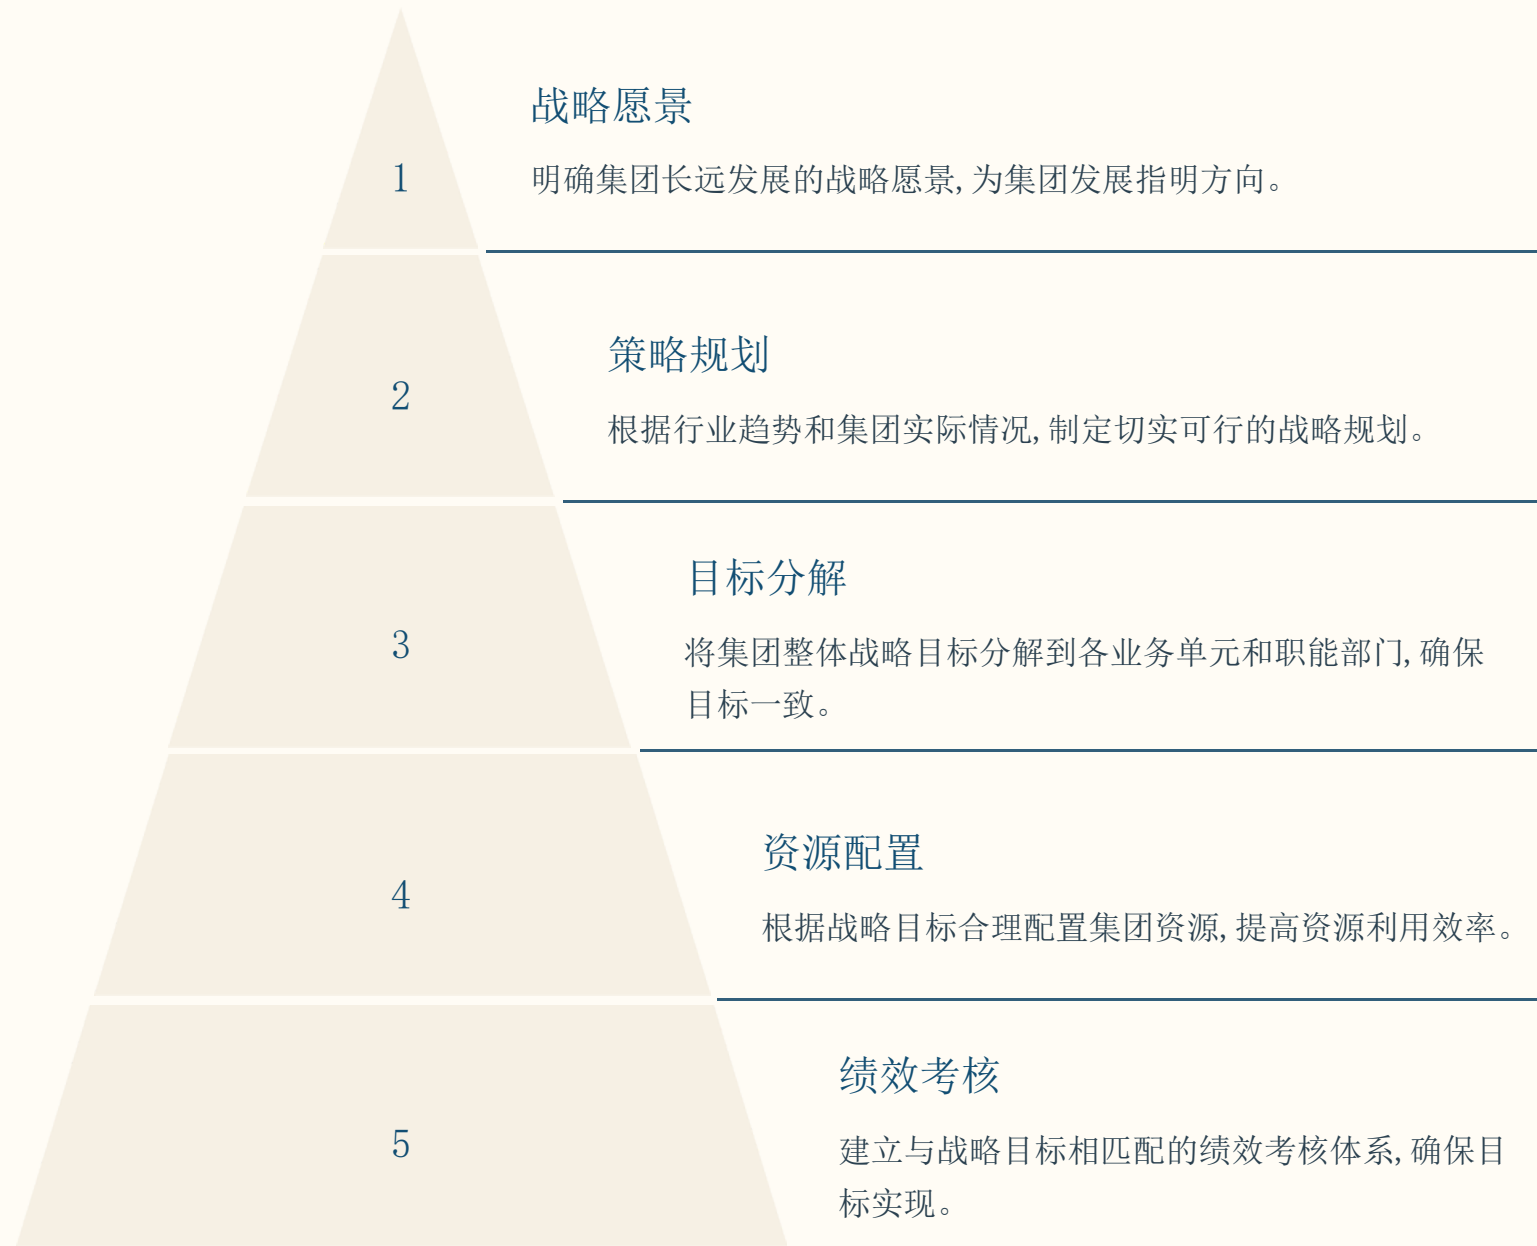 战略愿景
1
明确集团长远发展的战略愿景, 为集团发展指明方向。
策略规划
2
根据行业趋势和集团实际情况, 制定切实可行的战略规划。
目标分解
3
将集团整体战略目标分解到各业务单元和职能部门, 确保
目标一致。
资源配置
4
根据战略目标合理配置集团资源, 提高资源利用效率。
绩效考核
5
建立与战略目标相匹配的绩效考核体系, 确保目
标实现。